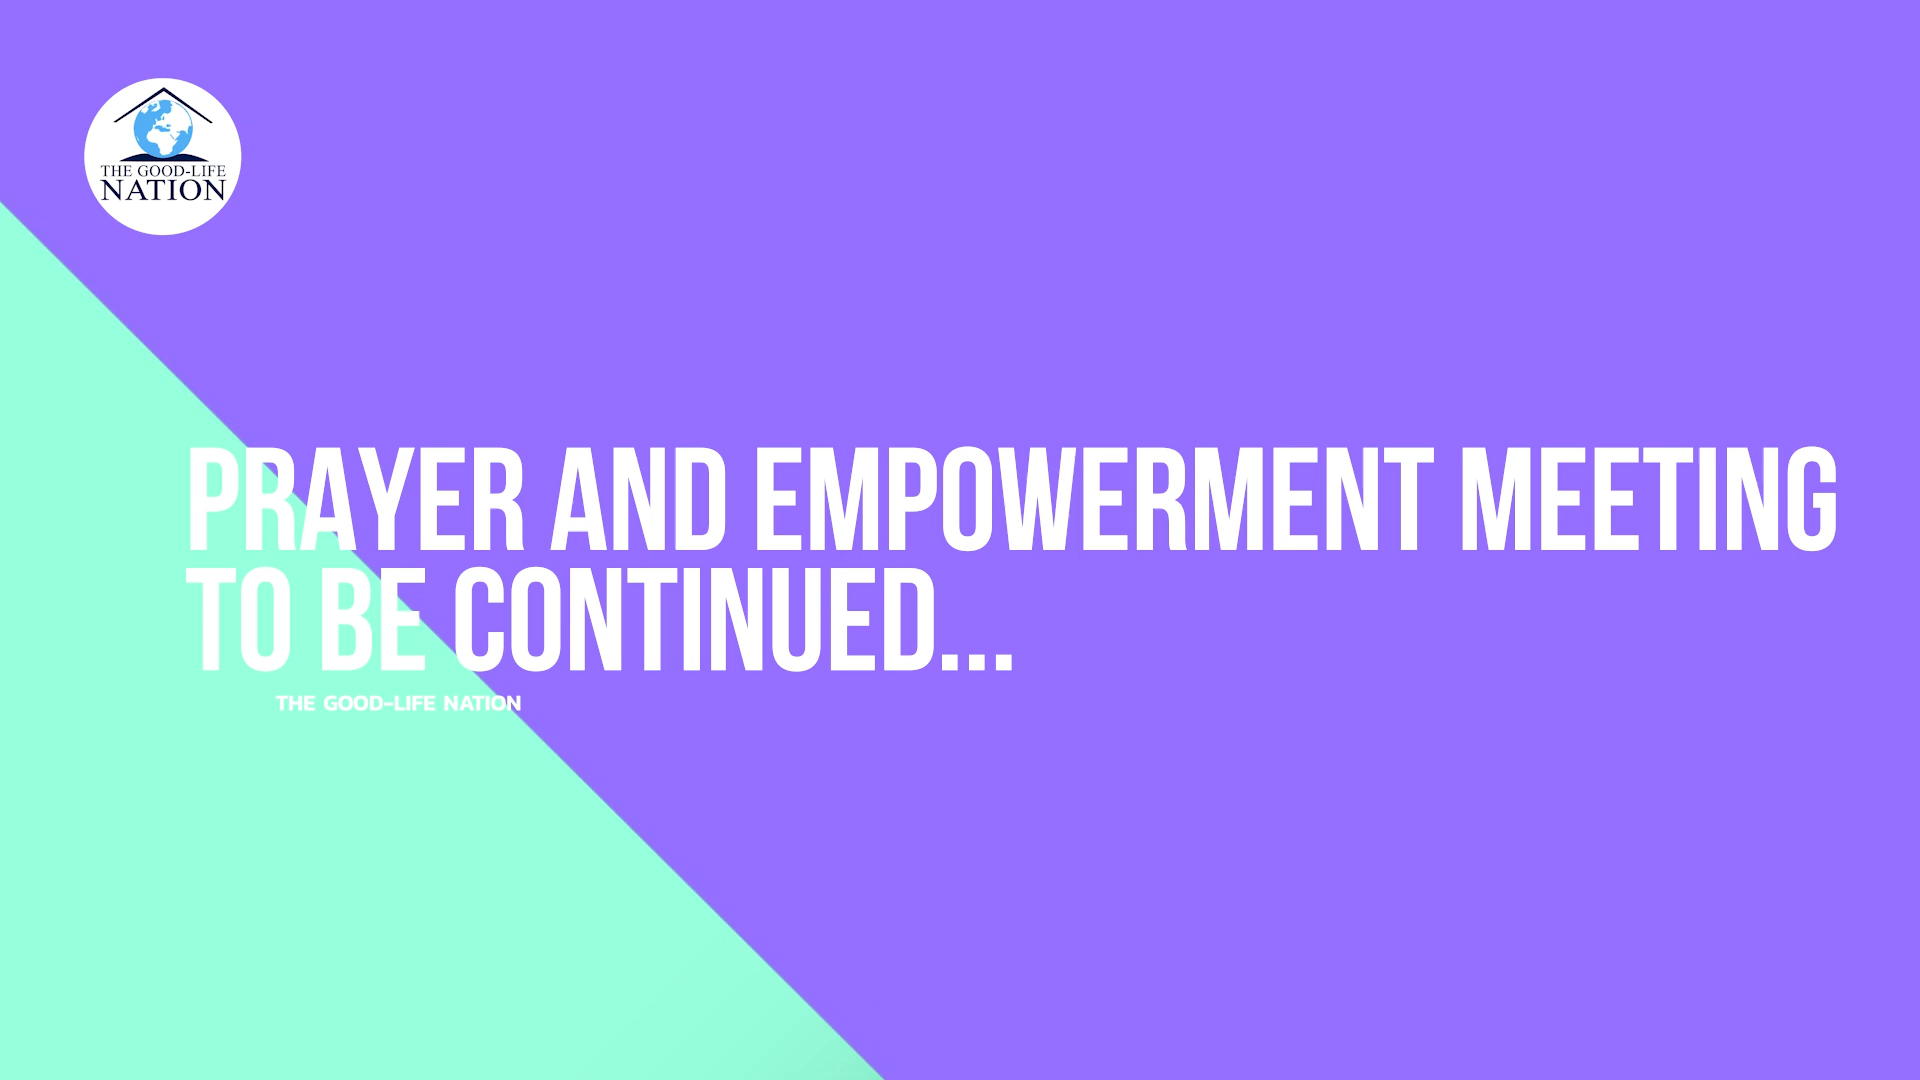 THE GOOD-LIFE
NATION
PRAYER AND EMPOWERMENT MEETING
TO BE CONTINUED...
THE GOOD-LIFE NATION